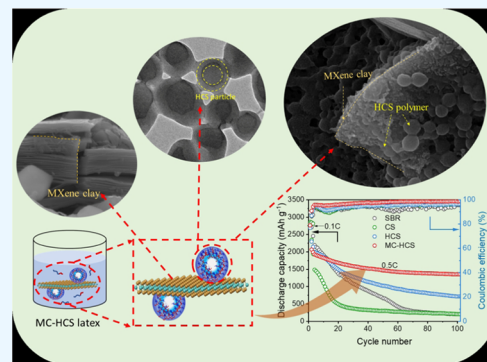 HCS particle
MXene clay
HCS polymer
MXene clay
MC-HCS latex
Discharge capacity (mAh g⁻¹)
3500
3000
2500
2000
1500
1000
500
0
0.1C
SBR
CS
HCS
MC-HCS
0.5C
100
80
60
40
20
0
Coulombic efficiency (%)
0 20 40 60 80 100
Cycle number